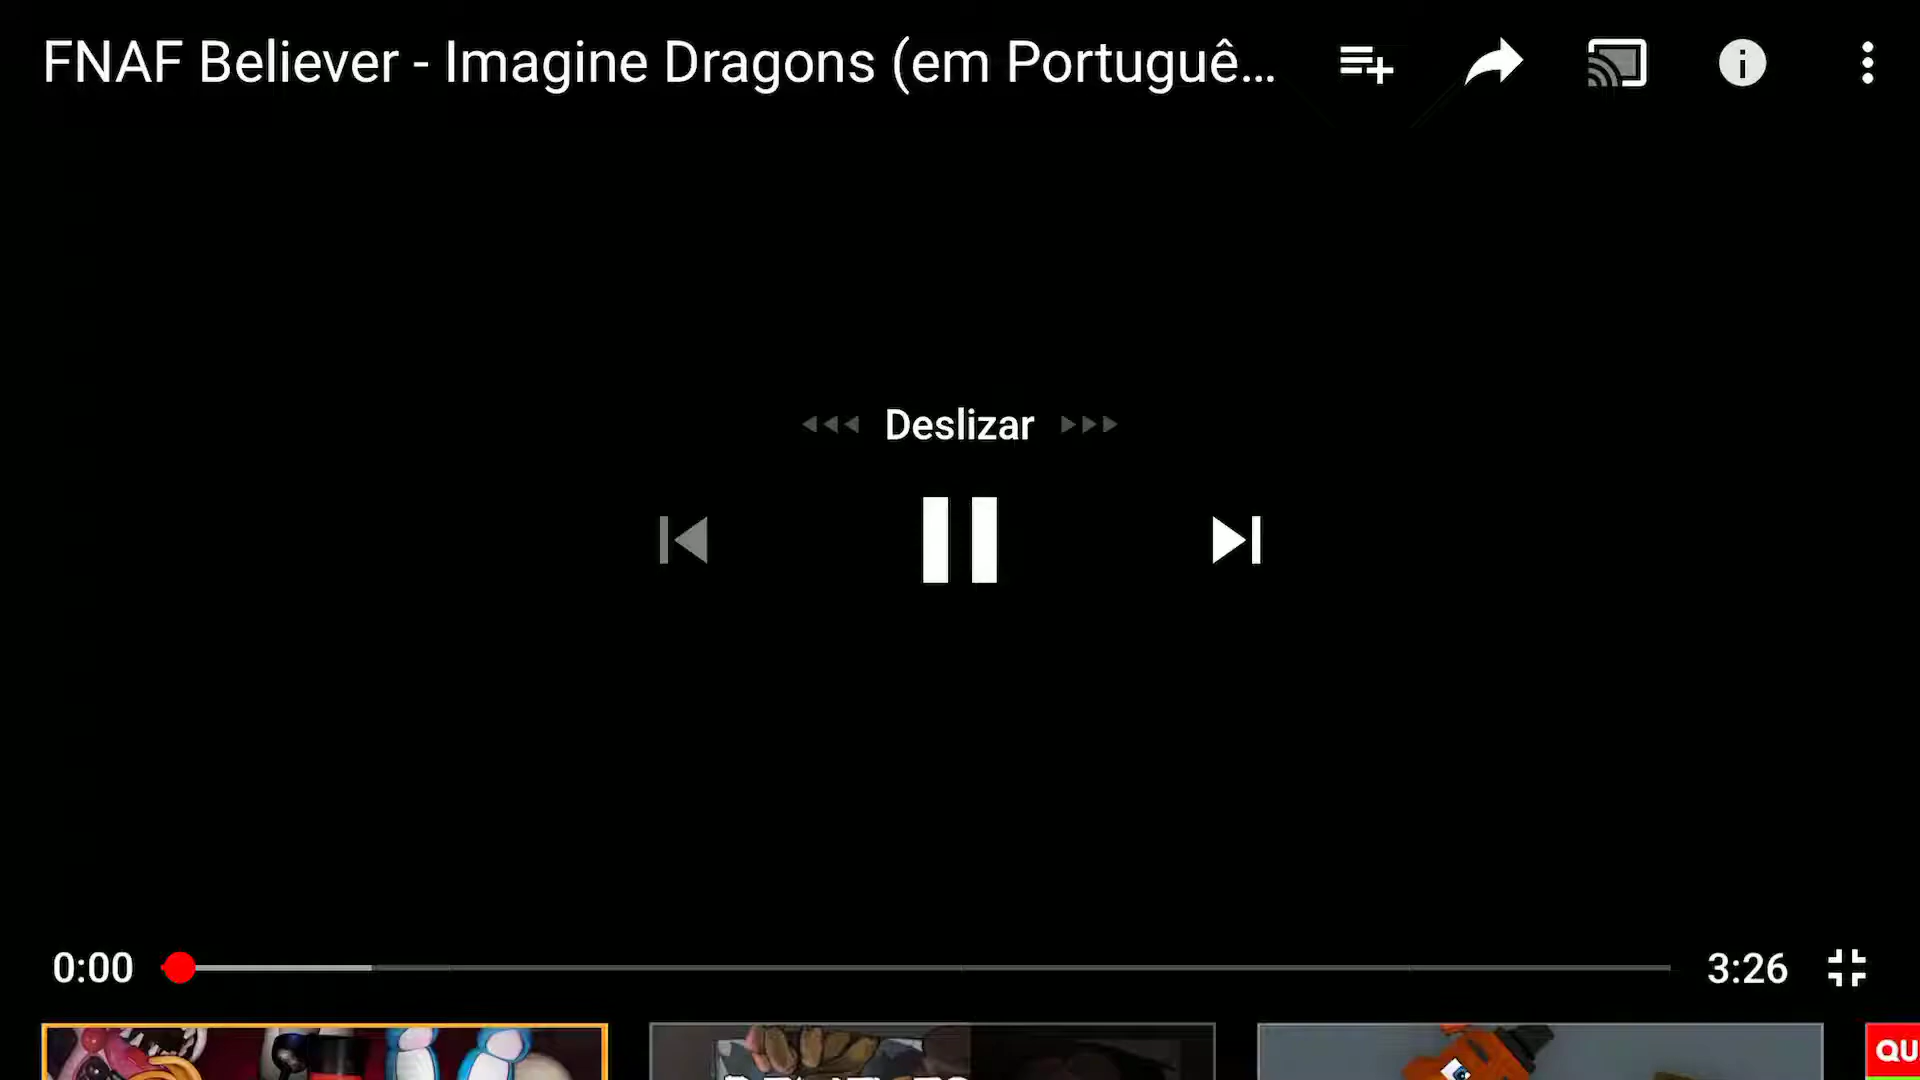 FNAF Believer - Imagine Dragons (em Portuguê...
Deslizar
0:00
3:26
QU